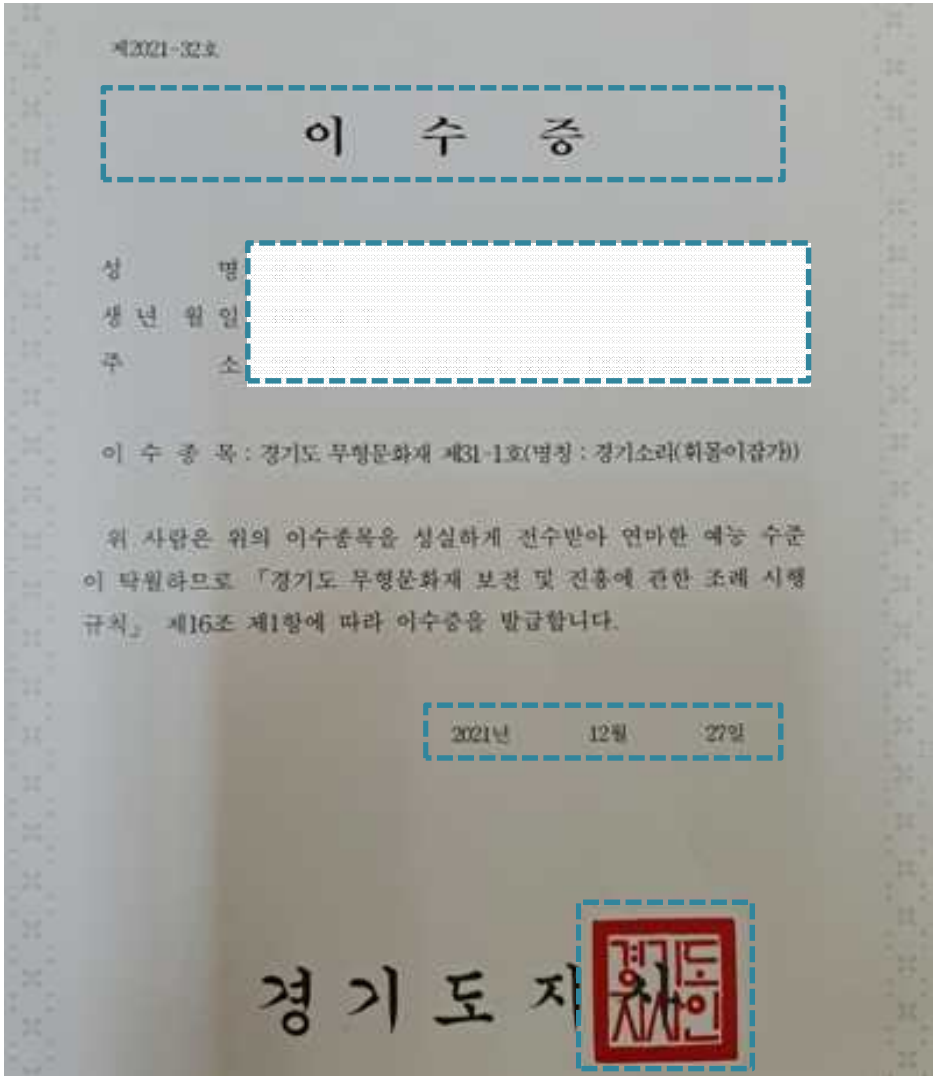 제2021-32호
이 수 증
성 명
생 년 월 일
주 소
이 수 종 목 : 경기도 무형문화재 제31-1호(명칭 : 경기소리(휘몰이잡가))
위 사람은 위의 이수종목을 성실하게 전수받아 연마한 예능 수준
이 탁월하므로 「경기도 무형문화재 보전 및 진흥에 관한 조례 시행
규칙」 제16조 제1항에 따라 이수증을 발급합니다.
2021년 12월 27일
경 기 도 지 사
경기도
지사인